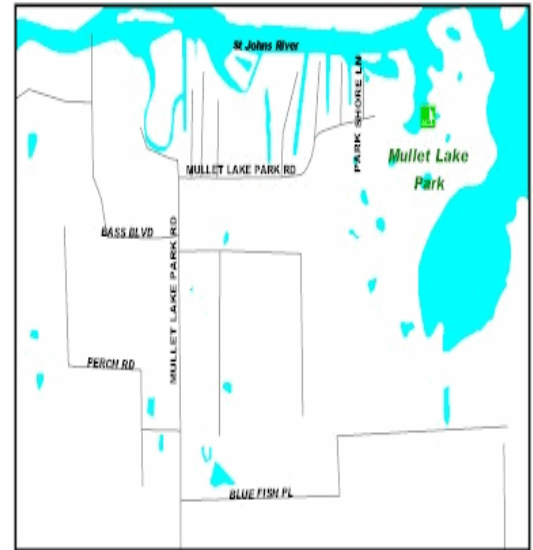 St Johns River
PARK SHORE LN
Mullet Lake
Park
MULLET LAKE PARK RD
BASS BLVD
MULLET LAKE PARK RD
PERCH RD
BLUE FISH PL